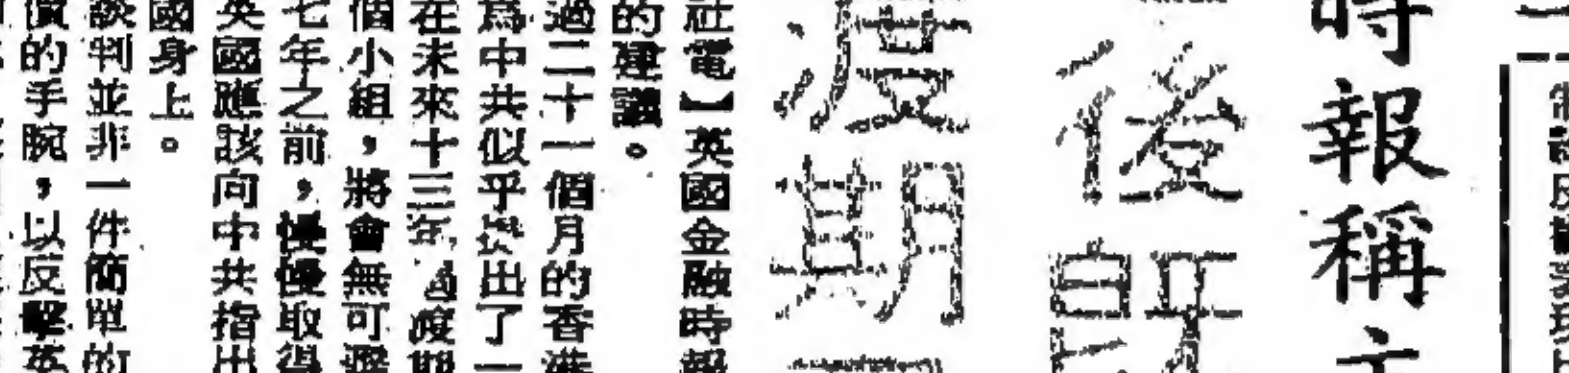 時報稱
後
渡期
社電】英國金融時報
的建議。
過二十一個月的香港
為中共似乎提出了一
在未來十三年過渡期
個小組，將會無可避
七年之前，慢慢取得
英國應該向中共指出
國身上。
談判並非一件簡單的
價的手腕，以反擊英